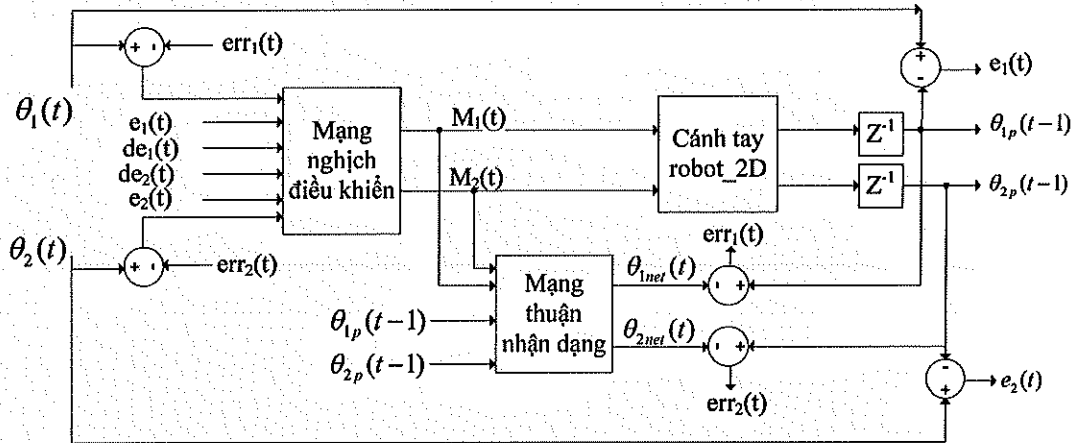 err₁(t)
e₁(t)
θ₁(t)
e₁(t)
de₁(t)
de₂(t)
e₂(t)
Mạng
nghịch
điều khiển
M₁(t)
M₂(t)
Cánh tay
robot_2D
Z⁻¹
Z⁻¹
θ₁ₚ(t−1)
θ₂ₚ(t−1)
θ₂(t)
err₂(t)
err₁(t)
θ₁ₙₑₜ(t)
Mạng
thuận
nhận dạng
θ₁ₚ(t−1)
θ₂ₚ(t−1)
θ₂ₙₑₜ(t)
err₂(t)
e₂(t)